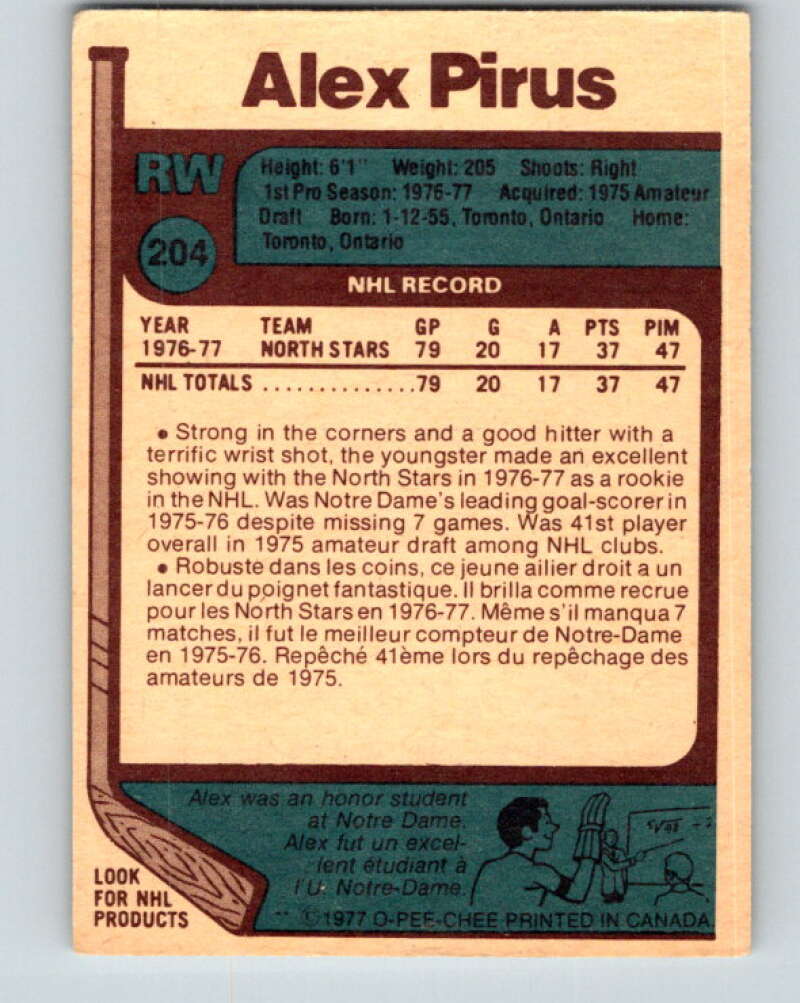 Alex Pirus
RW
Height: 6'1" Weight: 205 Shoots: Right
1st Pro Season: 1976-77 Acquired: 1975 Amateur
Draft Born: 1-12-55, Toronto, Ontario Home:
Toronto, Ontario
204
NHL RECORD
YEAR TEAM GP G A PTS PIM
1976-77 NORTH STARS 79 20 17 37 47
NHL TOTALS ...............79 20 17 37 47
• Strong in the corners and a good hitter with a
terrific wrist shot, the youngster made an excellent
showing with the North Stars in 1976-77 as a rookie
in the NHL. Was Notre Dame's leading goal-scorer in
1975-76 despite missing 7 games. Was 41st player
overall in 1975 amateur draft among NHL clubs.
• Robuste dans les coins, ce jeune ailier droit a un
lancer du poignet fantastique. Il brilla comme recrue
pour les North Stars en 1976-77. Même s'il manqua 7
matches, il fut le meilleur compteur de Notre-Dame
en 1975-76. Repêché 41ème lors du repêchage des
amateurs de 1975.
Alex was an honor student
at Notre Dame.
Alex fut un excel-
lent étudiant à
l'U. Notre-Dame.
LOOK
FOR NHL
PRODUCTS
** ©1977 O-PEE-CHEE PRINTED IN CANADA